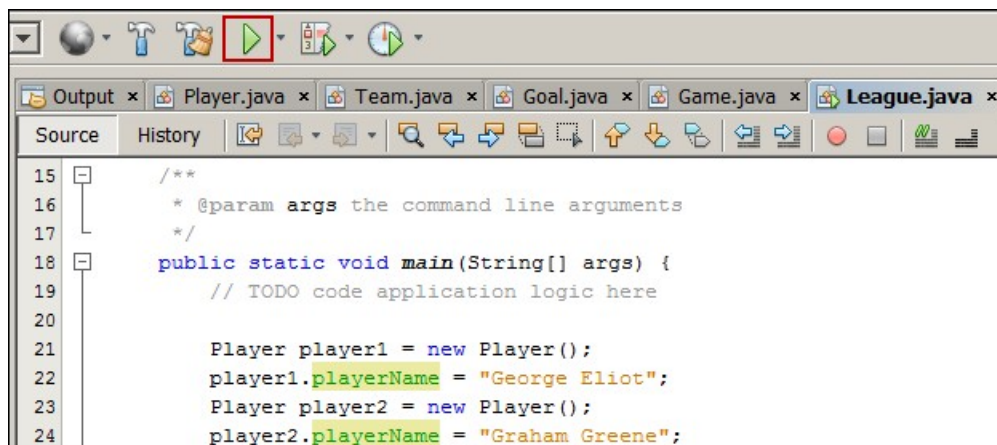 Output × Player.java × Team.java × Goal.java × Game.java × League.java ×
Source History
15 /**
16 * @param args the command line arguments
17 */
18 public static void main(String[] args) {
19 // TODO code application logic here
20
21 Player player1 = new Player();
22 player1.playerName = "George Eliot";
23 Player player2 = new Player();
24 player2.playerName = "Graham Greene";